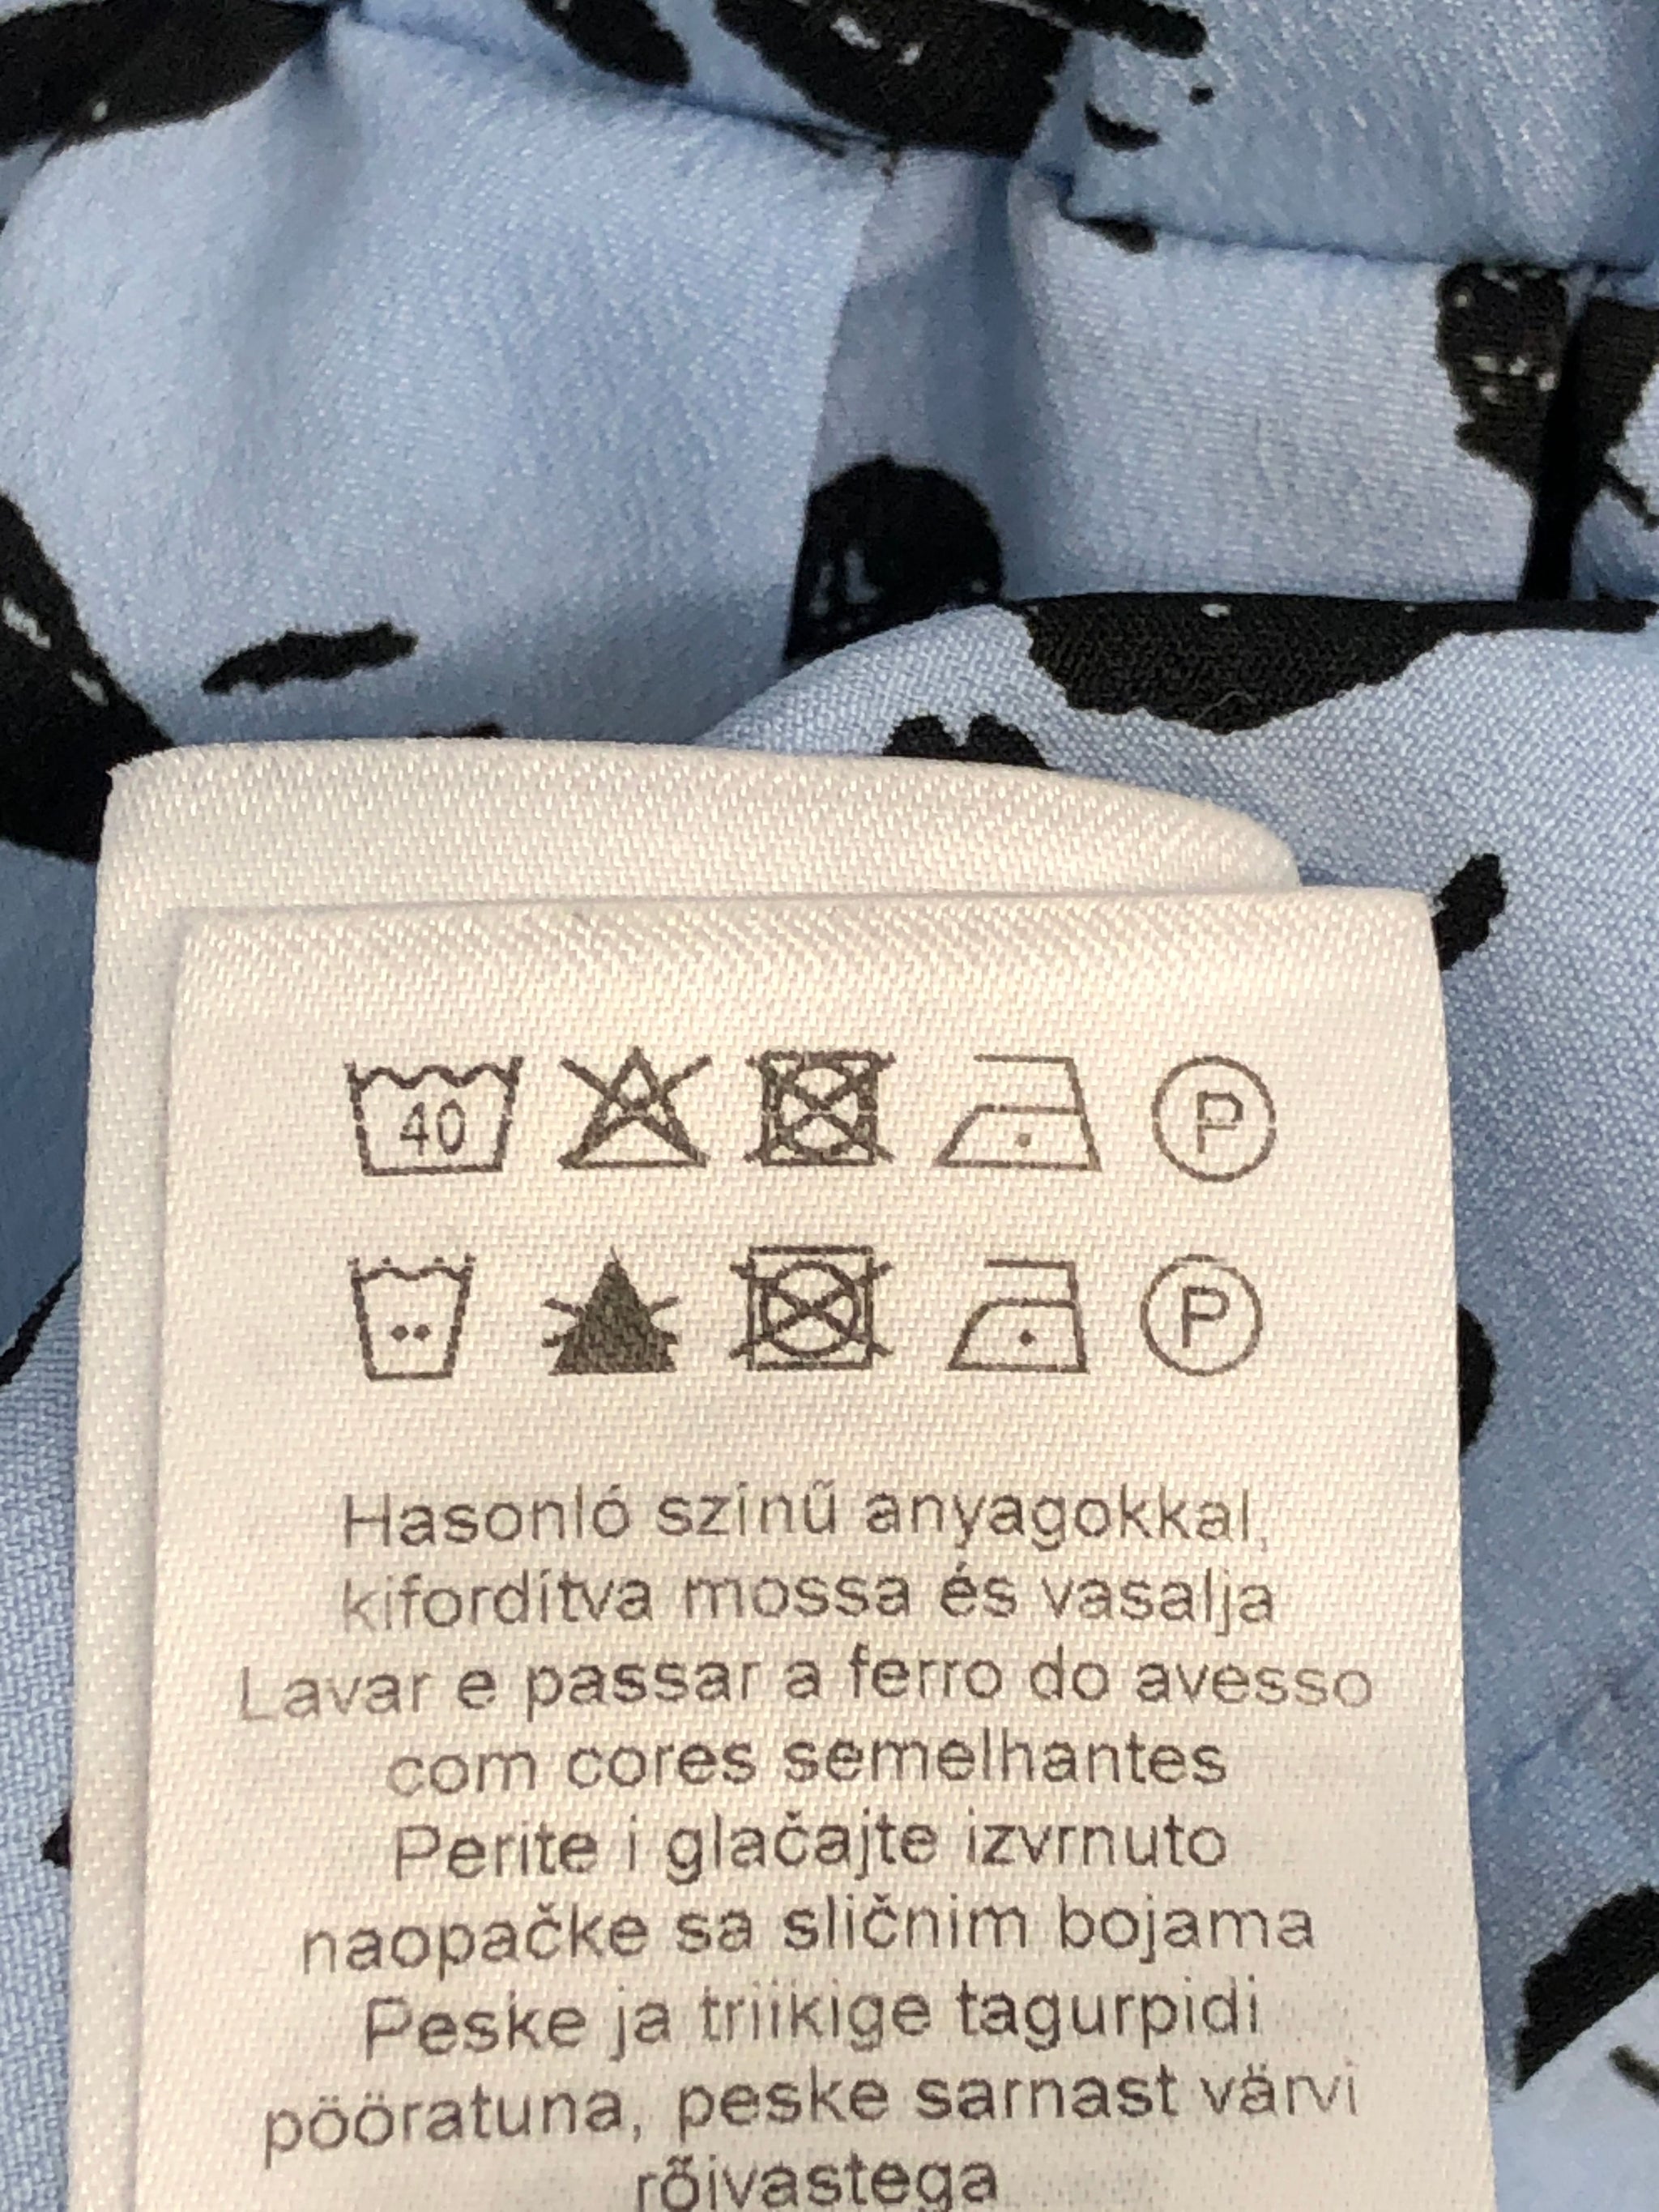 40 P
P
Hasonló színű anyagokkal,
kifordítva mossa és vasalja
Lavar e passar a ferro do avesso
com cores semelhantes
Perite i glačajte izvrnuto
naopačke sa sličnim bojama
Peske ja triikige tagurpidi
pööratuna, peske sarnast värvi
rõivastega